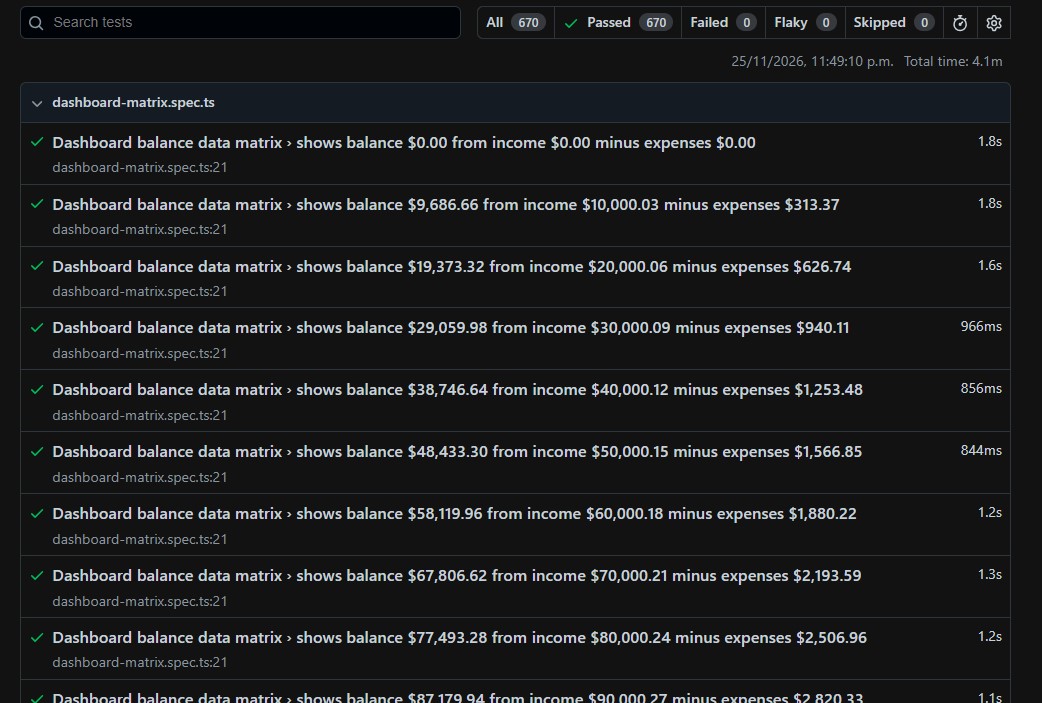 Search tests
All 670 Passed 670 Failed 0 Flaky 0 Skipped 0
25/11/2026, 11:49:10 p.m. Total time: 4.1m
dashboard-matrix.spec.ts
Dashboard balance data matrix › shows balance $0.00 from income $0.00 minus expenses $0.00 1.8s
dashboard-matrix.spec.ts:21
Dashboard balance data matrix › shows balance $9,686.66 from income $10,000.03 minus expenses $313.37 1.8s
dashboard-matrix.spec.ts:21
Dashboard balance data matrix › shows balance $19,373.32 from income $20,000.06 minus expenses $626.74 1.6s
dashboard-matrix.spec.ts:21
Dashboard balance data matrix › shows balance $29,059.98 from income $30,000.09 minus expenses $940.11 966ms
dashboard-matrix.spec.ts:21
Dashboard balance data matrix › shows balance $38,746.64 from income $40,000.12 minus expenses $1,253.48 856ms
dashboard-matrix.spec.ts:21
Dashboard balance data matrix › shows balance $48,433.30 from income $50,000.15 minus expenses $1,566.85 844ms
dashboard-matrix.spec.ts:21
Dashboard balance data matrix › shows balance $58,119.96 from income $60,000.18 minus expenses $1,880.22 1.2s
dashboard-matrix.spec.ts:21
Dashboard balance data matrix › shows balance $67,806.62 from income $70,000.21 minus expenses $2,193.59 1.3s
dashboard-matrix.spec.ts:21
Dashboard balance data matrix › shows balance $77,493.28 from income $80,000.24 minus expenses $2,506.96 1.2s
dashboard-matrix.spec.ts:21
Dashboard balance data matrix › shows balance $87,179.94 from income $90,000.27 minus expenses $2,820.33 1.1s